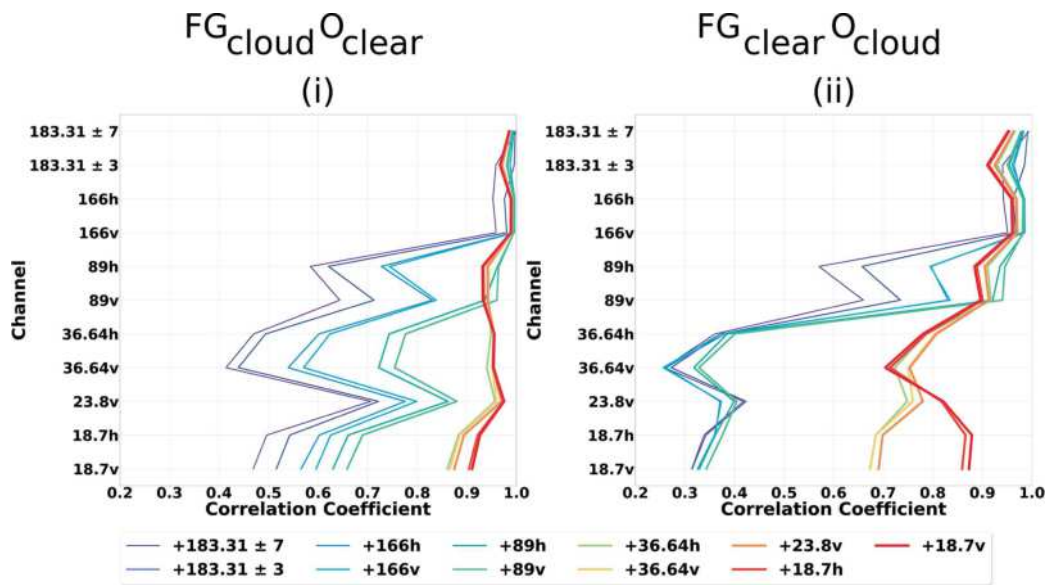 FGcloudOclear
FGclearOcloud
(i)
(ii)
Channel
183.31 ± 7
183.31 ± 3
166h
166v
89h
89v
36.64h
36.64v
23.8v
18.7h
18.7v
0.2 0.3 0.4 0.5 0.6 0.7 0.8 0.9 1.0
Correlation Coefficient
Channel
183.31 ± 7
183.31 ± 3
166h
166v
89h
89v
36.64h
36.64v
23.8v
18.7h
18.7v
0.2 0.3 0.4 0.5 0.6 0.7 0.8 0.9 1.0
Correlation Coefficient
+183.31 ± 7 +166h +89h +36.64h +23.8v +18.7v
+183.31 ± 3 +166v +89v +36.64v +18.7h